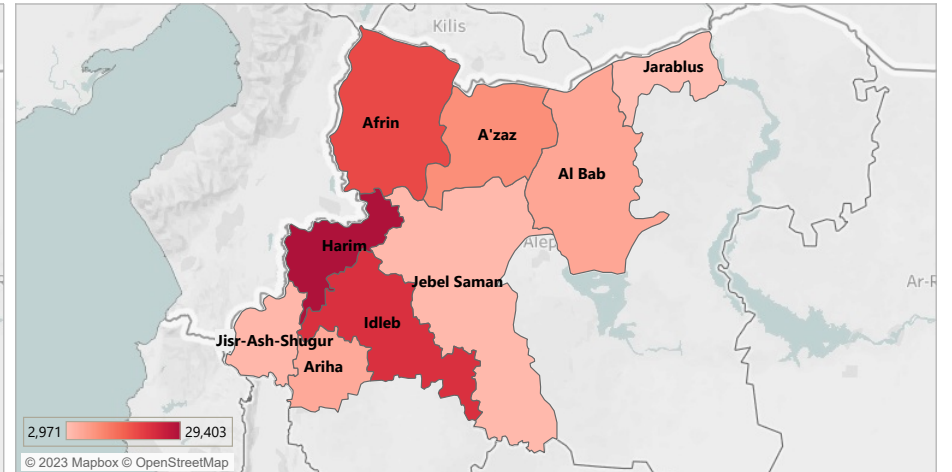 Kilis
Jarablus
Afrin
A'zaz
Al Bab
Harim
Alep
Jebel Saman
Ar-R
Idleb
Jisr-Ash-Shugur
Ariha
2,971
29,403
© 2023 Mapbox © OpenStreetMap